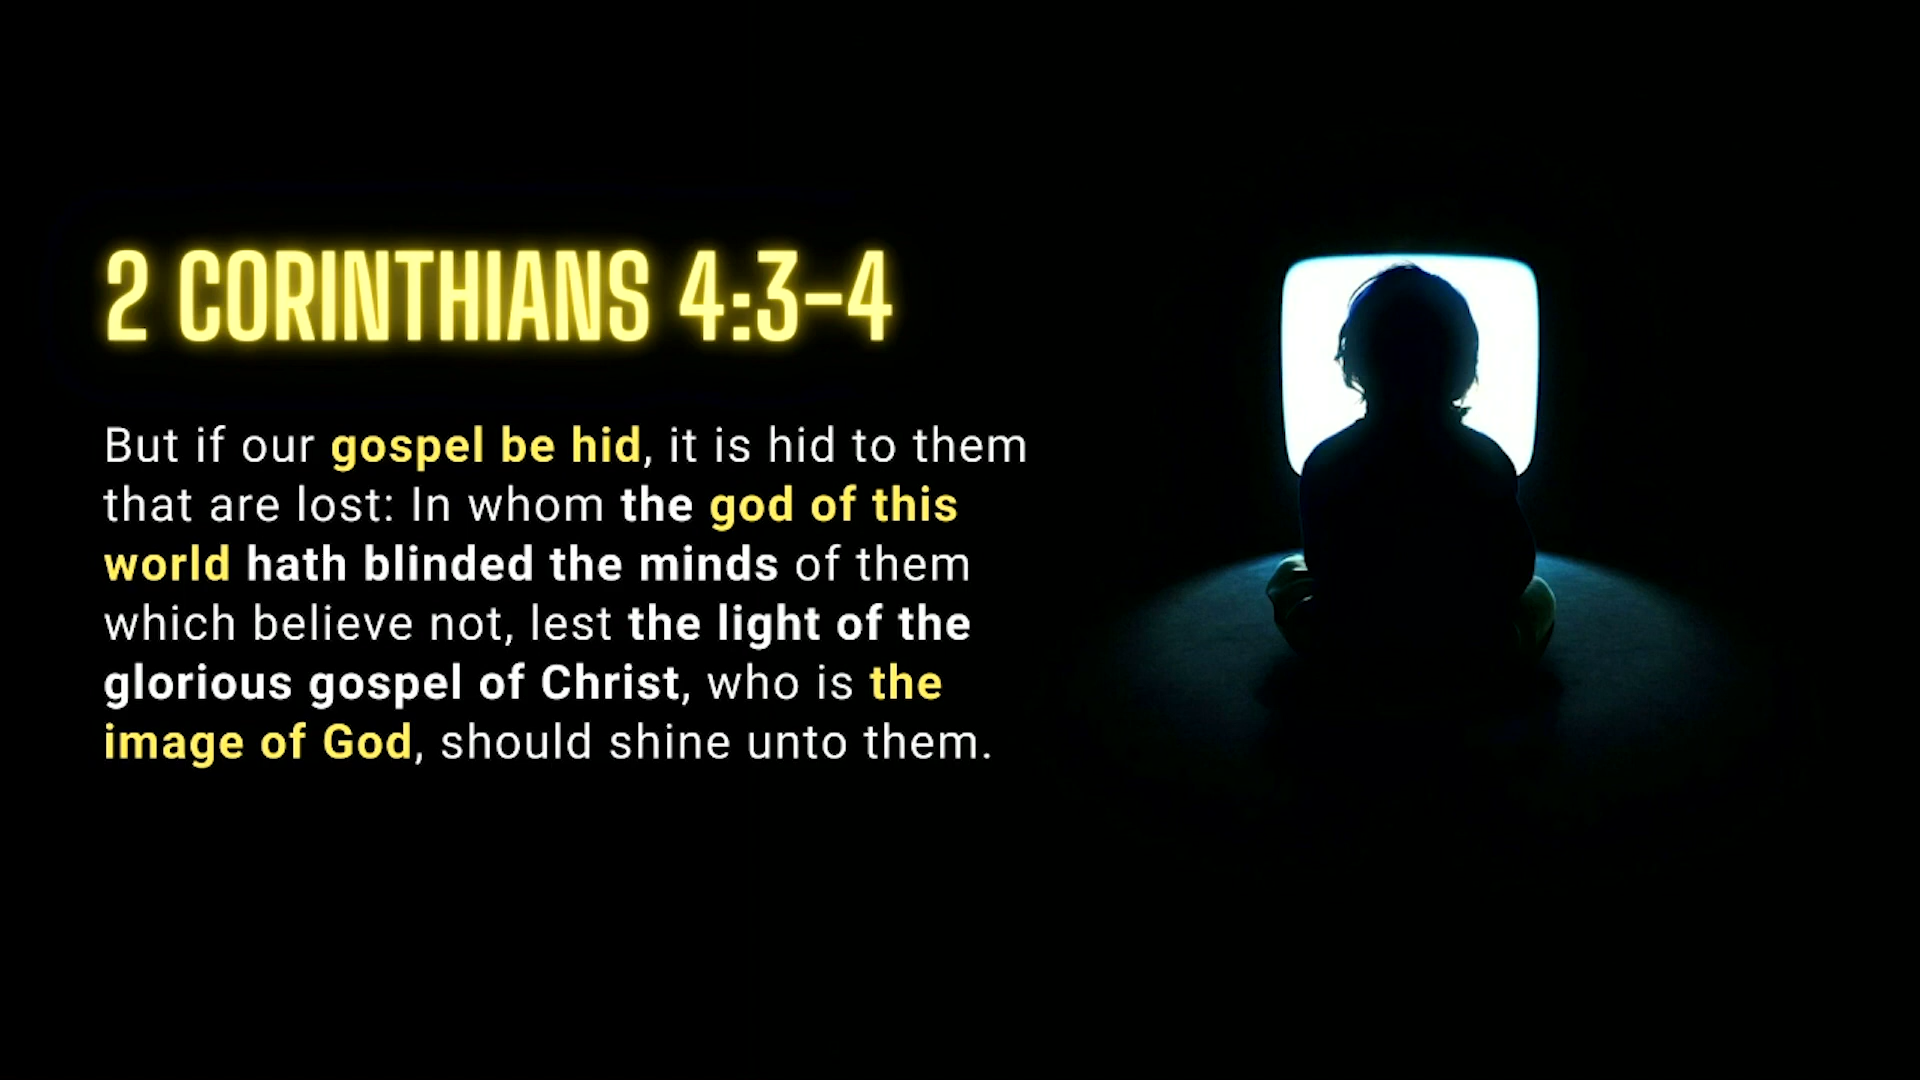 2 CORINTHIANS 4:3-4
But if our gospel be hid, it is hid to them
that are lost: In whom the god of this
world hath blinded the minds of them
which believe not, lest the light of the
glorious gospel of Christ, who is the
image of God, should shine unto them.